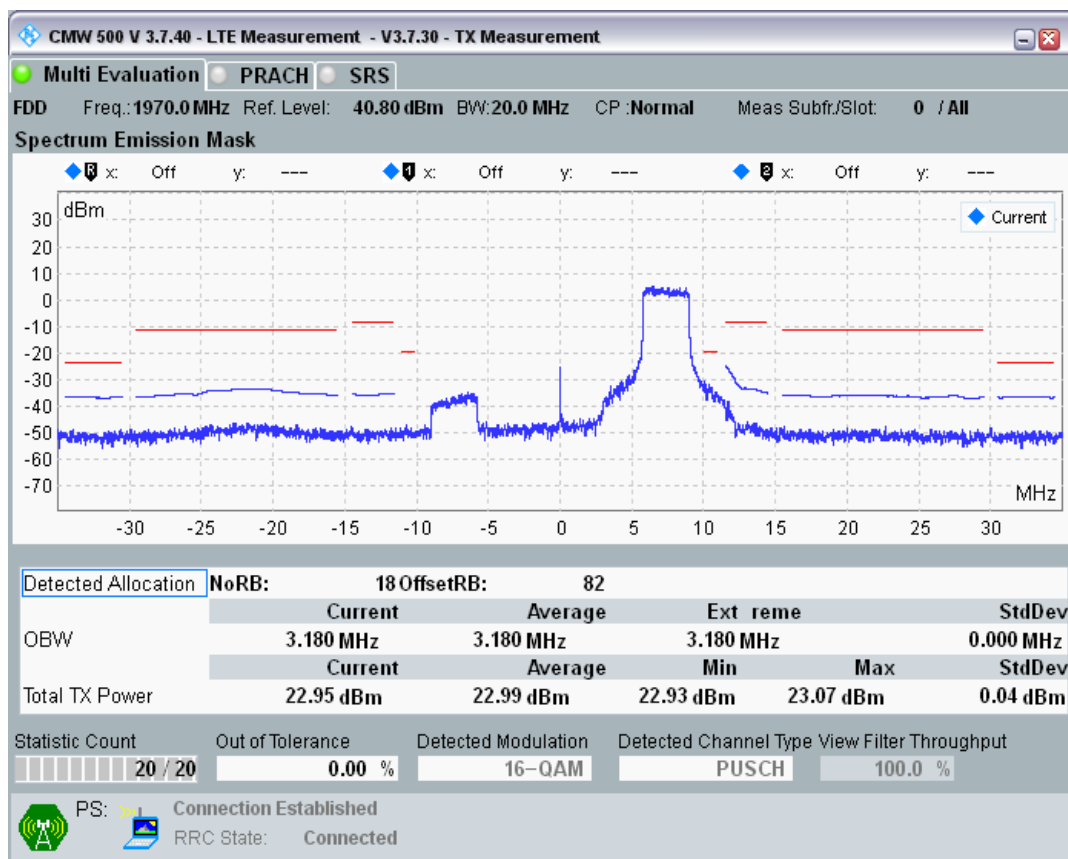 CMW 500 V 3.7.40 - LTE Measurement - V3.7.30 - TX Measurement
Multi Evaluation PRACH SRS
FDD Freq.: 1970.0 MHz Ref. Level: 40.80 dBm BW: 20.0 MHz CP : Normal Meas Subfr./Slot: 0 / All
Spectrum Emission Mask
R x: Off y: --- 1 x: Off y: --- 2 x: Off y: ---
dBm
Current
30
20
10
0
-10
-20
-30
-40
-50
-60
-70
MHz
-30 -25 -20 -15 -10 -5 0 5 10 15 20 25 30
Detected Allocation NoRB: 18 OffsetRB: 82
Current Average Ext reme StdDev
OBW 3.180 MHz 3.180 MHz 3.180 MHz 0.000 MHz
Current Average Min Max StdDev
Total TX Power 22.95 dBm 22.99 dBm 22.93 dBm 23.07 dBm 0.04 dBm
Statistic Count Out of Tolerance Detected Modulation Detected Channel Type View Filter Throughput
20 / 20 0.00 % 16-QAM PUSCH 100.0 %
PS: Connection Established
RRC State: Connected